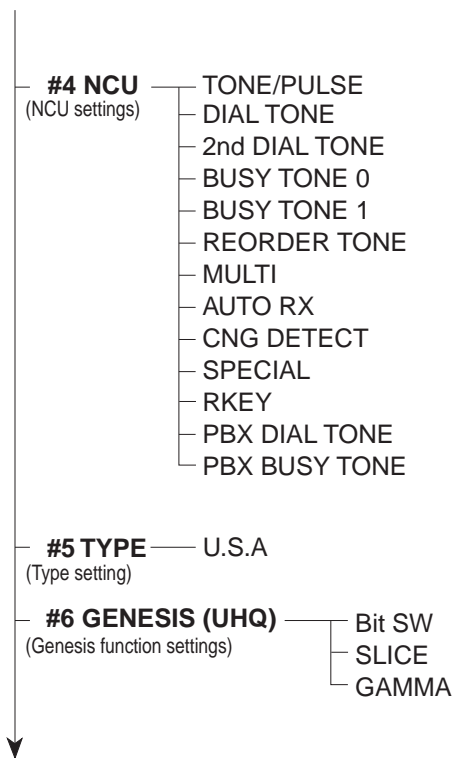 #4 NCU
(NCU settings)
TONE/PULSE
DIAL TONE
2nd DIAL TONE
BUSY TONE 0
BUSY TONE 1
REORDER TONE
MULTI
AUTO RX
CNG DETECT
SPECIAL
RKEY
PBX DIAL TONE
PBX BUSY TONE
#5 TYPE
(Type setting)
U.S.A
#6 GENESIS (UHQ)
(Genesis function settings)
Bit SW
SLICE
GAMMA